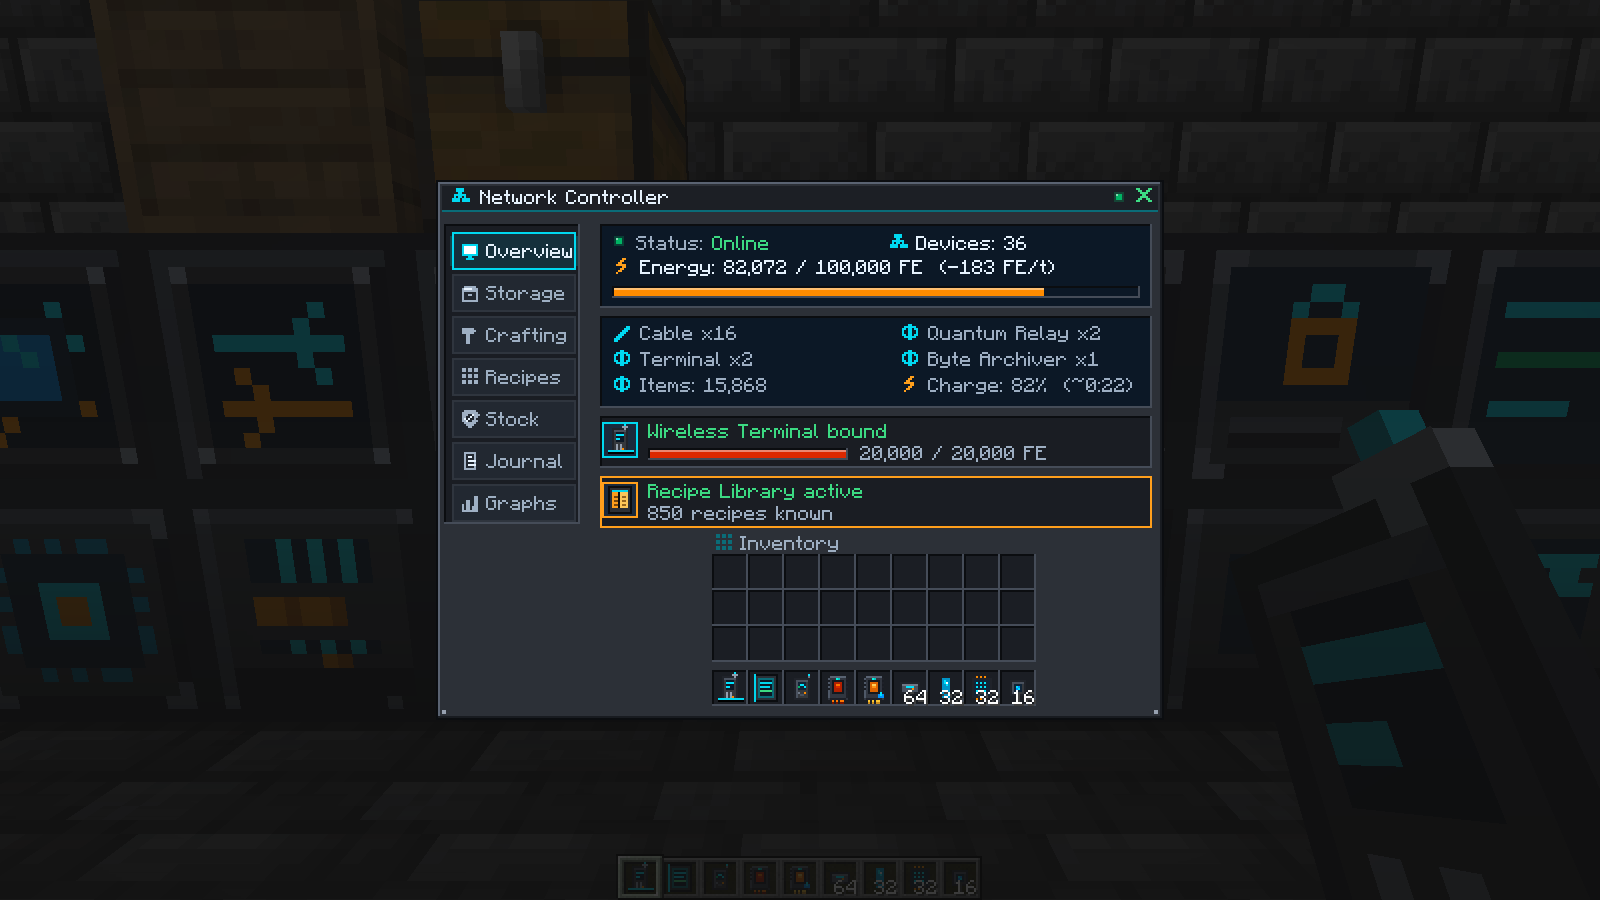 Network Controller
Overview
Storage
Crafting
Recipes
Stock
Journal
Graphs
Status: Online
Devices: 36
Energy: 82,072 / 100,000 FE (-183 FE/t)
Cable x16
Quantum Relay x2
Terminal x2
Byte Archiver x1
Items: 15,868
Charge: 82% (~0:22)
Wireless Terminal bound
20,000 / 20,000 FE
Recipe Library active
850 recipes known
Inventory
64 32 32 16
64 32 32 16